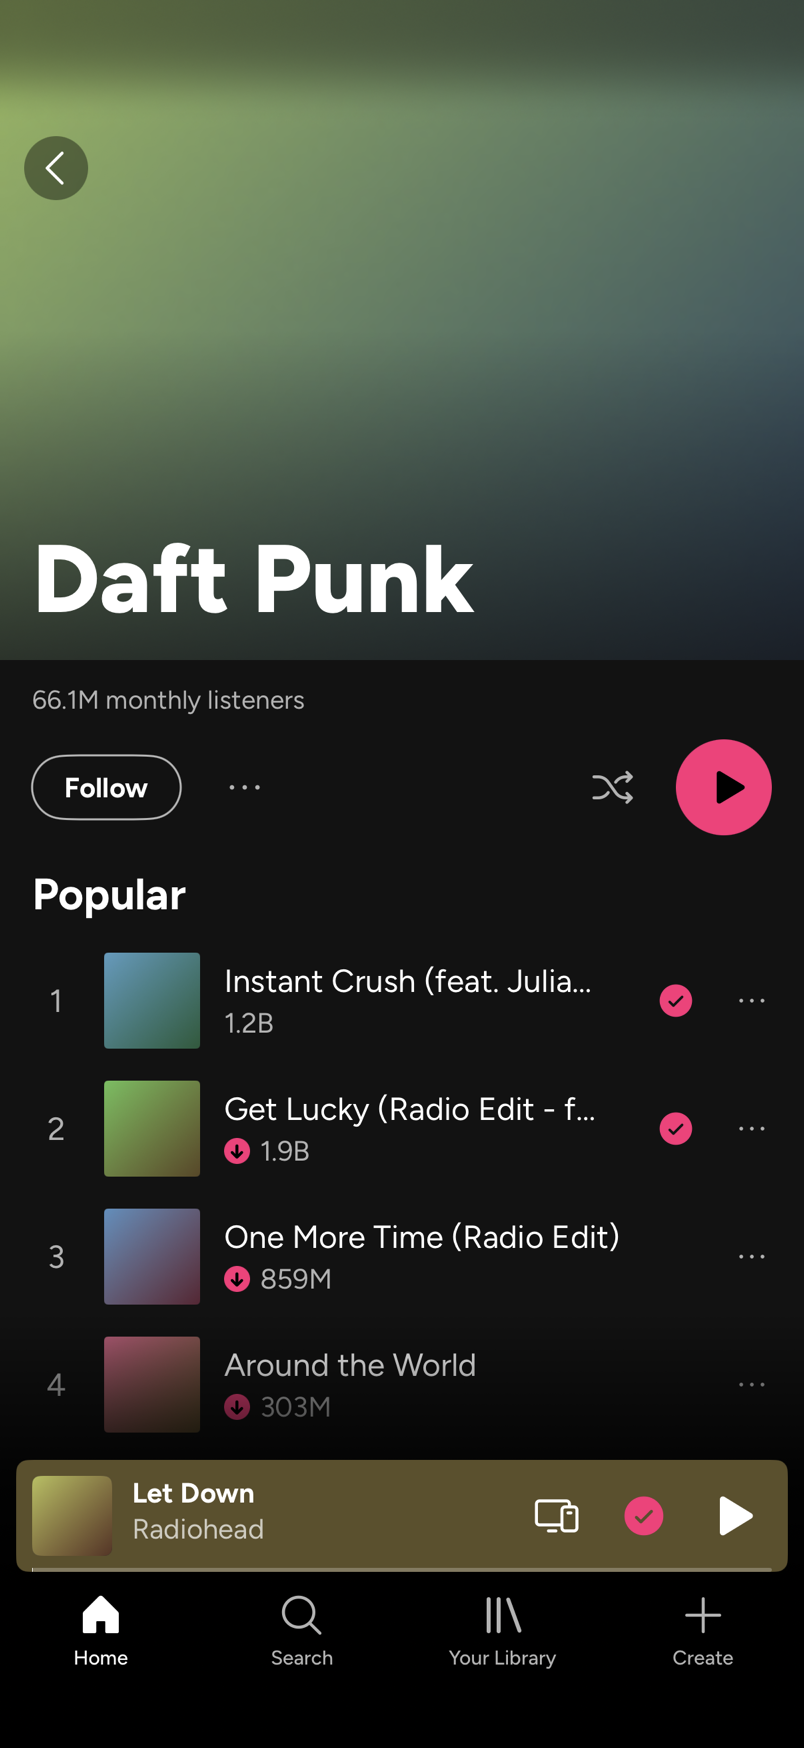 Daft Punk
66.1M monthly listeners
Follow
Popular
1
Instant Crush (feat. Julia...
1.2B
2
Get Lucky (Radio Edit - f...
1.9B
3
One More Time (Radio Edit)
859M
4
Around the World
303M
Let Down
Radiohead
Home
Search
Your Library
Create